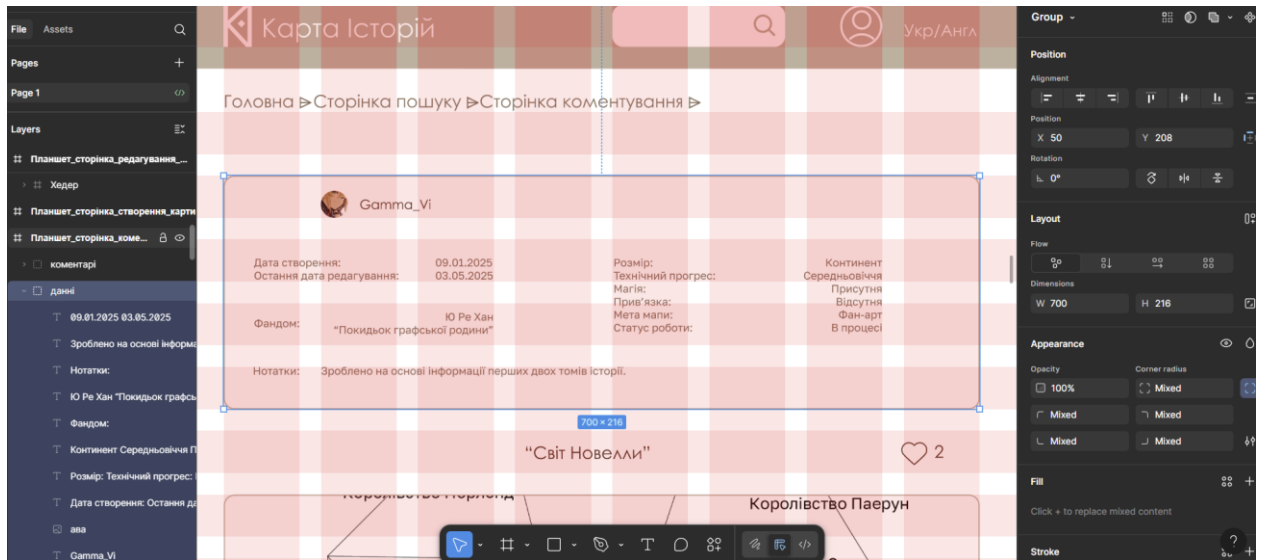 File
Assets
Pages
Page 1
Layers
Планшет_сторінка_редагування_...
Хедер
Планшет_сторінка_створення_карти
Планшет_сторінка_коме...
коментарі
данні
09.01.2025 03.05.2025
Зроблено на основі інформа
Нотатки:
Ю Ре Хан "Покидьок графсь
Фандом:
Континент Середньовіччя П
Розмір: Технічний прогрес:
Дата створення: Остання да
ава
Gamma_Vi
Карта Історій
Укр/Англ
Головна Сторінка пошуку Сторінка коментування
Gamma_Vi
Дата створення: 09.01.2025
Остання дата редагування: 03.05.2025
Фандом: Ю Ре Хан
“Покидьок графської родини”
Розмір: Континент
Технічний прогрес: Середньовіччя
Магія: Присутня
Прив’язка: Відсутня
Мета мапи: Фан-арт
Статус роботи: В процесі
Нотатки: Зроблено на основі інформації перших двох томів історії.
700 × 216
“Світ Новелли”
2
Королівство Паерун
Group
Position
Alignment
Position
X 50
Y 208
Rotation
0°
Layout
Flow
Dimensions
W 700
H 216
Appearance
Opacity
Corner radius
100%
Mixed
Mixed
Mixed
Mixed
Mixed
Fill
Click + to replace mixed content
Stroke
?